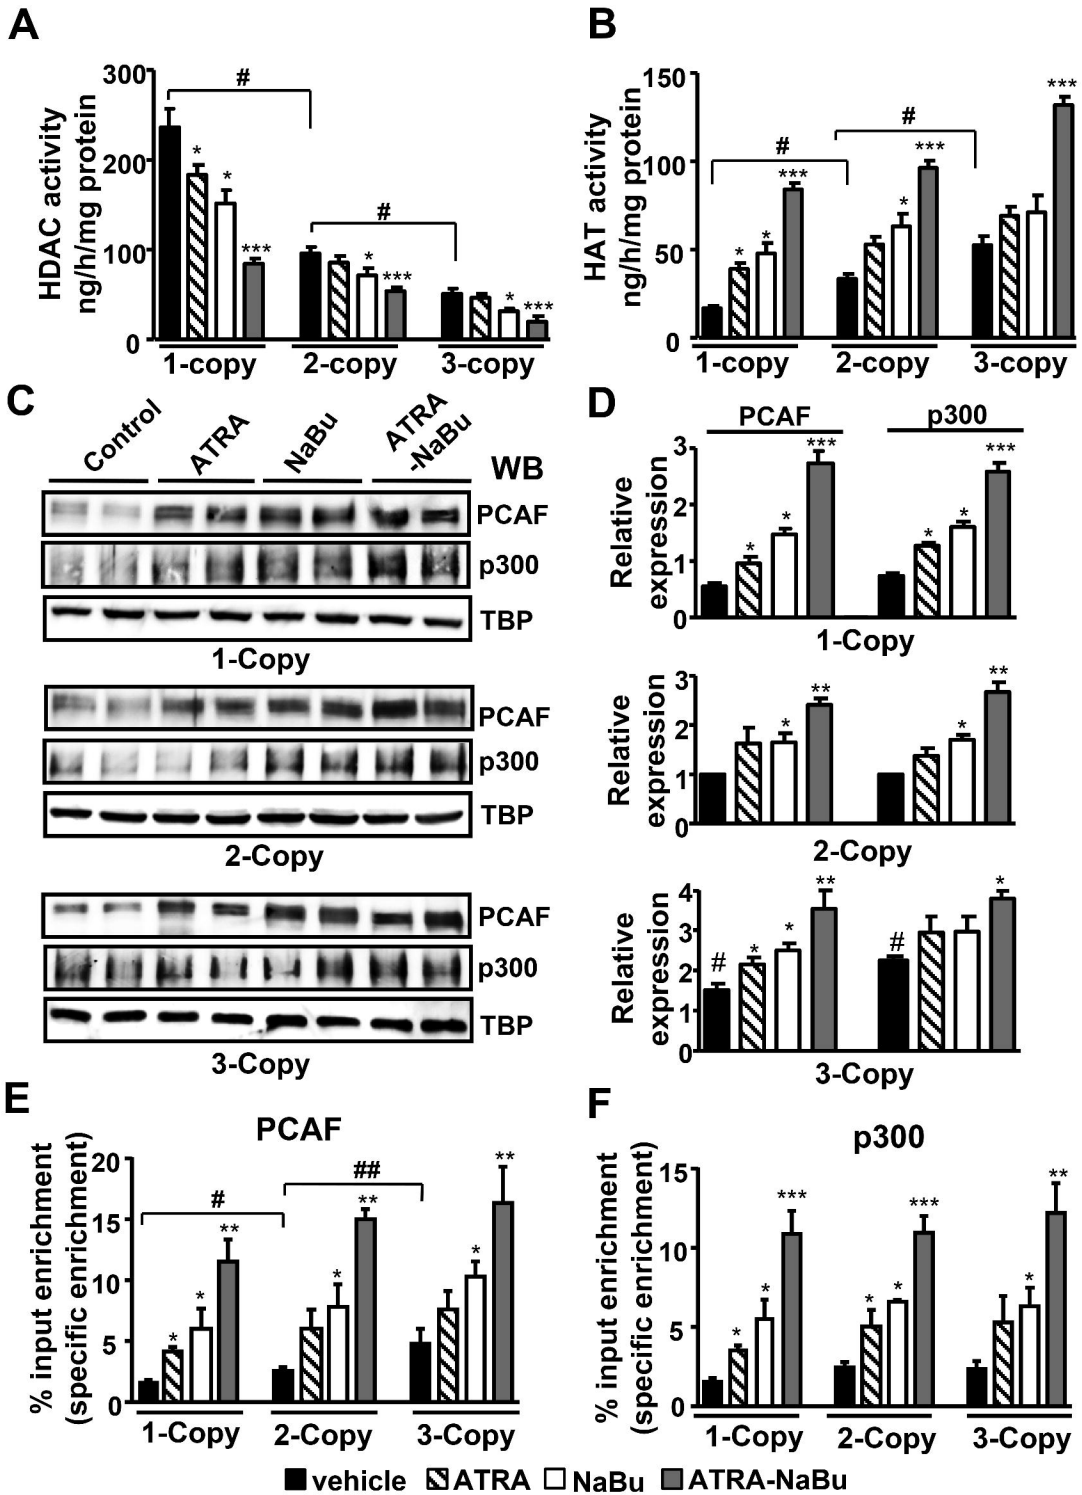 A
HDAC activity
ng/h/mg protein
300
200
100
0
#
#
*
*
***
*
***
*
***
1-copy
2-copy
3-copy
B
HAT activity
ng/h/mg protein
150
100
50
0
#
#
*
*
***
*
***
***
1-copy
2-copy
3-copy
C
Control
ATRA
NaBu
ATRA
-NaBu
WB
PCAF
p300
TBP
1-Copy
PCAF
p300
TBP
2-Copy
PCAF
p300
TBP
3-Copy
D
PCAF
p300
Relative
expression
3
2
1
0
*
*
***
*
*
***
1-Copy
Relative
expression
3
2
1
0
*
**
*
**
2-Copy
Relative
expression
4
3
2
1
0
#
*
*
**
#
*
3-Copy
E
PCAF
% input enrichment
(specific enrichment)
20
15
10
5
0
#
##
*
*
**
*
**
*
**
1-Copy
2-Copy
3-Copy
F
p300
% input enrichment
(specific enrichment)
15
10
5
0
*
*
***
*
*
***
*
**
1-Copy
2-Copy
3-Copy
vehicle ATRA NaBu ATRA-NaBu